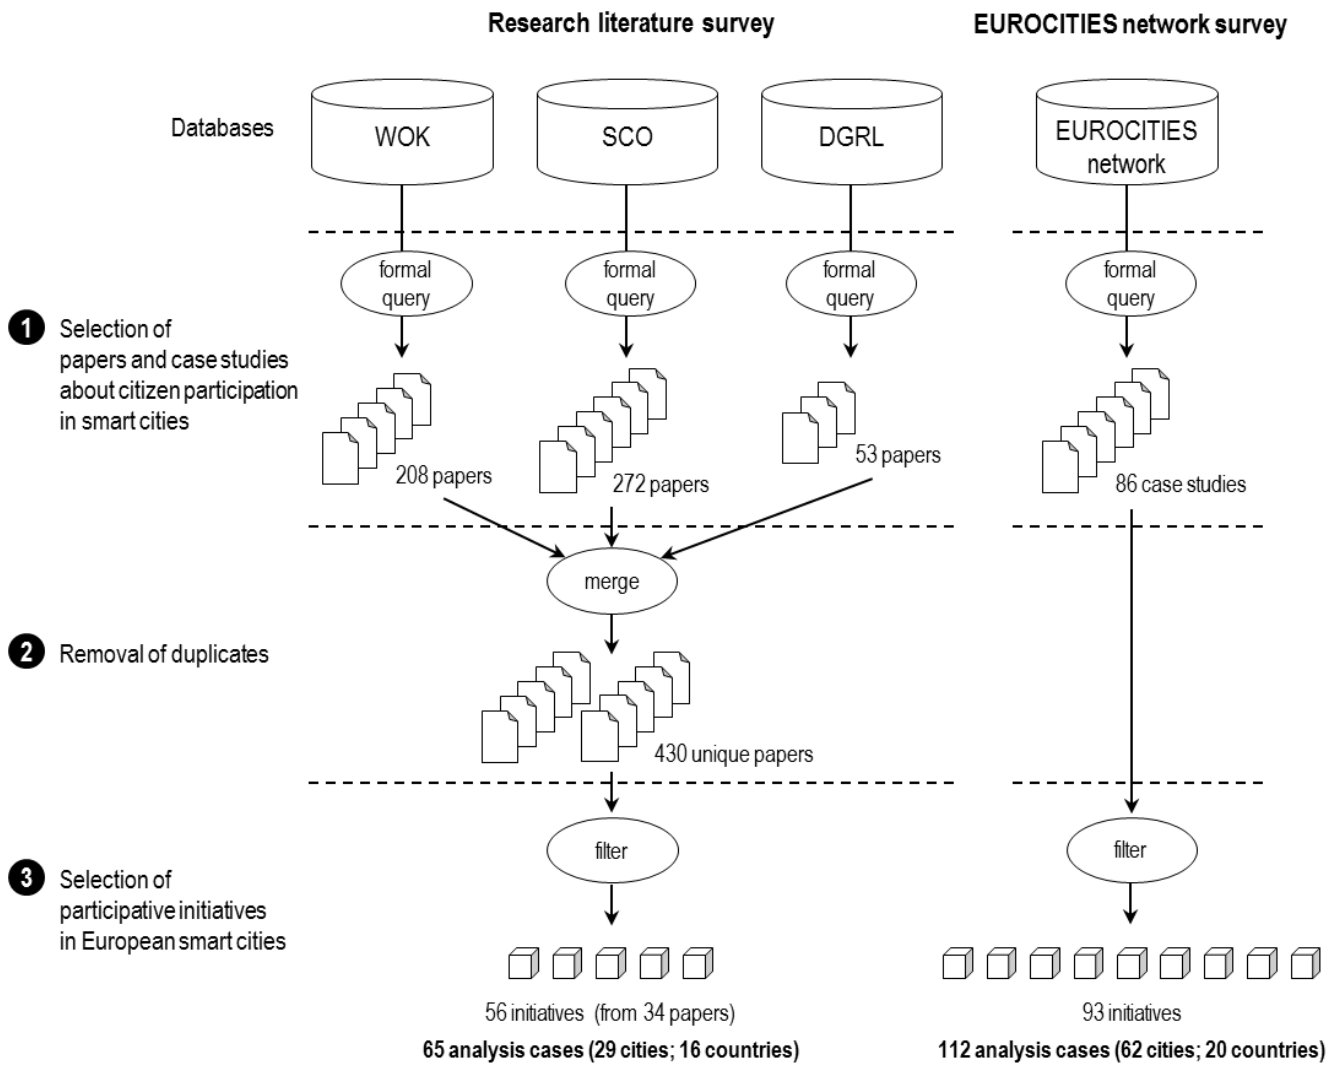 Research literature survey
EUROCITIES network survey
Databases
WOK
SCO
DGRL
EUROCITIES
network
formal
query
formal
query
formal
query
formal
query
1
Selection of
papers and case studies
about citizen participation
in smart cities
208 papers
272 papers
53 papers
86 case studies
merge
2
Removal of duplicates
430 unique papers
filter
filter
3
Selection of
participative initiatives
in European smart cities
56 initiatives (from 34 papers)
65 analysis cases (29 cities; 16 countries)
93 initiatives
112 analysis cases (62 cities; 20 countries)